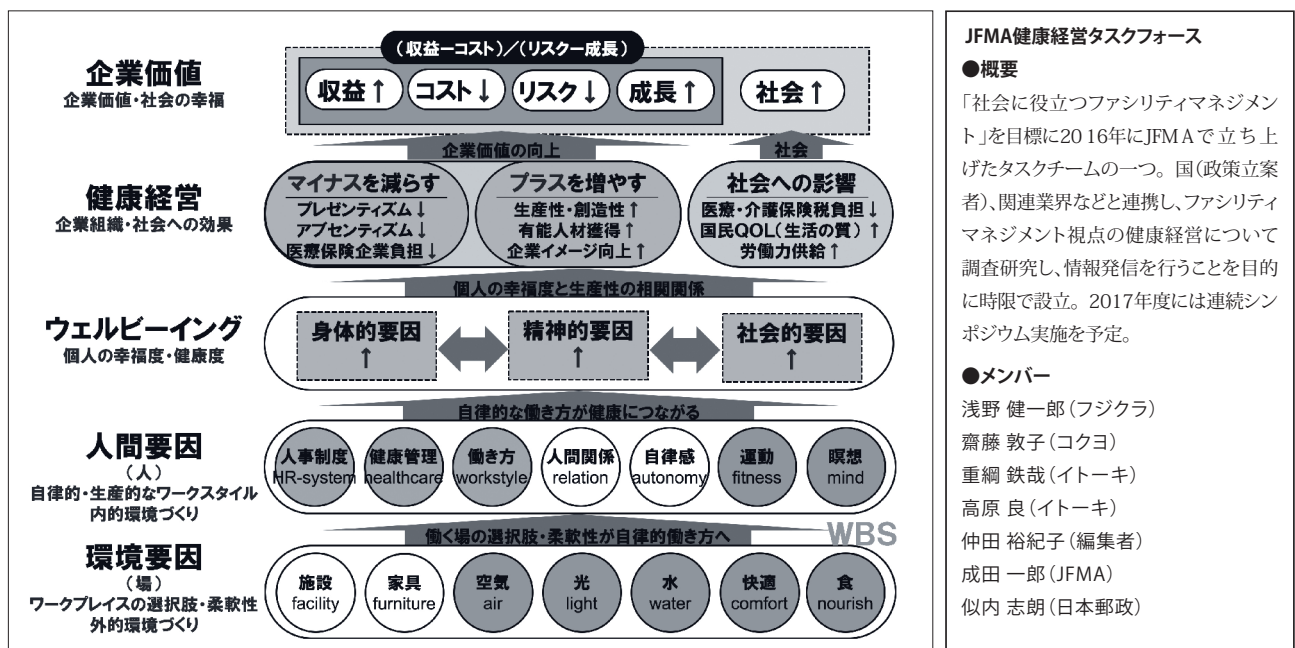 (収益ーコスト)/(リスクー成長)
企業価値
企業価値・社会の幸福
収益↑ コスト↓ リスク↓ 成長↑ 社会↑
企業価値の向上 社会
健康経営
企業組織・社会への効果
マイナスを減らす
プレゼンティズム↓
アブセンティズム↓
医療保険企業負担↓
プラスを増やす
生産性・創造性↑
有能人材獲得↑
企業イメージ向上↑
社会への影響
医療・介護保険税負担↓
国民QOL(生活の質)↑
労働力供給↑
個人の幸福度と生産性の相関関係
ウェルビーイング
個人の幸福度・健康度
身体的要因
↑
精神的要因
↑
社会的要因
↑
自律的な働き方が健康につながる
人間要因
(人)
自律的・生産的なワークスタイル
内的環境づくり
人事制度
HR-system
健康管理
healthcare
働き方
workstyle
人間関係
relation
自律感
autonomy
運動
fitness
瞑想
mind
働く場の選択肢・柔軟性が自律的働き方へ
WBS
環境要因
(場)
ワークプレイスの選択肢・柔軟性
外的環境づくり
施設
facility
家具
furniture
空気
air
光
light
水
water
快適
comfort
食
nourish
JFMA健康経営タスクフォース
●概要
「社会に役立つファシリティマネジメン
ト」を目標に2016年にJFMAで立ち上
げたタスクチームの一つ。国(政策立案
者)、関連業界などと連携し、ファシリティ
マネジメント視点の健康経営について
調査研究し、情報発信を行うことを目的
に時限で設立。2017年度には連続シン
ポジウム実施を予定。
●メンバー
浅野 健一郎(フジクラ)
齋藤 敦子(コクヨ)
重綱 鉄哉(イトーキ)
高原 良(イトーキ)
仲田 裕紀子(編集者)
成田 一郎(JFMA)
似内 志朗(日本郵政)